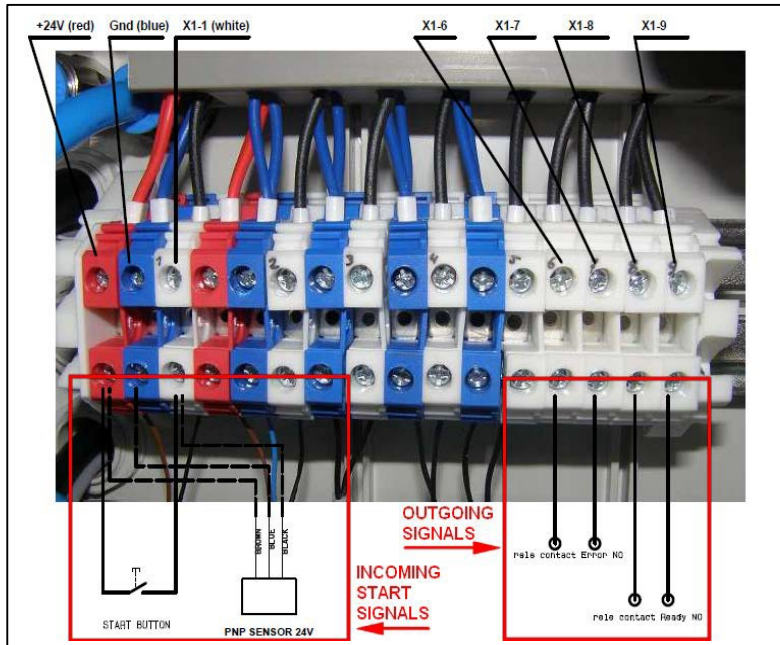 +24V (red) Gnd (blue) X1-1 (white) X1-6 X1-7 X1-8 X1-9
1 2 3 4 5 6 8 9
OUTGOING
SIGNALS
rele contact Error NO
BROWN
BLUE
BLACK
INCOMING
START
SIGNALS
rele contact Ready NO
START BUTTON
PNP SENSOR 24V